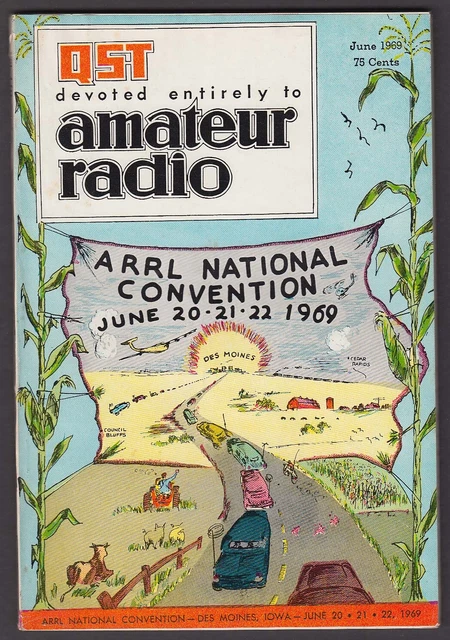 QST
June 1969
75 Cents
devoted entirely to
amateur
radio
ARRL NATIONAL
CONVENTION
JUNE 20-21-22 1969
DES MOINES
CEDAR
RAPIDS
COUNCIL
BLUFFS
ARRL NATIONAL CONVENTION — DES MOINES, IOWA — JUNE 20 • 21 • 22, 1969